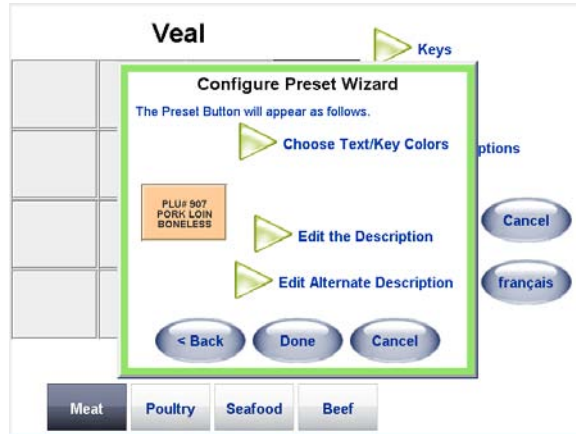 Veal
Keys
Configure Preset Wizard
The Preset Button will appear as follows.
Choose Text/Key Colors
ptions
PLU# 907
PORK LOIN
BONELESS
Cancel
Edit the Description
Edit Alternate Description
français
< Back
Done
Cancel
Meat
Poultry
Seafood
Beef